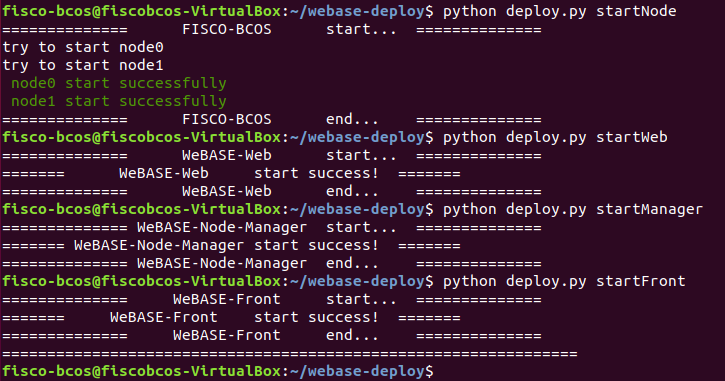 fisco-bcos@fiscobcos-VirtualBox:~/webase-deploy$ python deploy.py startNode
==============      FISCO-BCOS      start...  ==============
try to start node0
try to start node1
 node0 start successfully
 node1 start successfully
==============      FISCO-BCOS      end...    ==============
fisco-bcos@fiscobcos-VirtualBox:~/webase-deploy$ python deploy.py startWeb
==============      WeBASE-Web      start...  ==============
=======      WeBASE-Web     start success!  =======
==============      WeBASE-Web      end...    ==============
fisco-bcos@fiscobcos-VirtualBox:~/webase-deploy$ python deploy.py startManager
============== WeBASE-Node-Manager  start...  ==============
======= WeBASE-Node-Manager start success!  =======
============== WeBASE-Node-Manager  end...    ==============
fisco-bcos@fiscobcos-VirtualBox:~/webase-deploy$ python deploy.py startFront
==============     WeBASE-Front     start...  ==============
=======     WeBASE-Front    start success!  =======
==============     WeBASE-Front     end...    ==============
================================================================
fisco-bcos@fiscobcos-VirtualBox:~/webase-deploy$